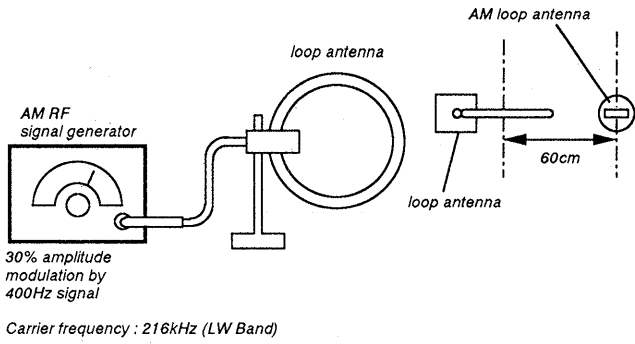 AM RF
signal generator
loop antenna
AM loop antenna
60cm
loop antenna
30% amplitude
modulation by
400Hz signal
Carrier frequency : 216kHz (LW Band)